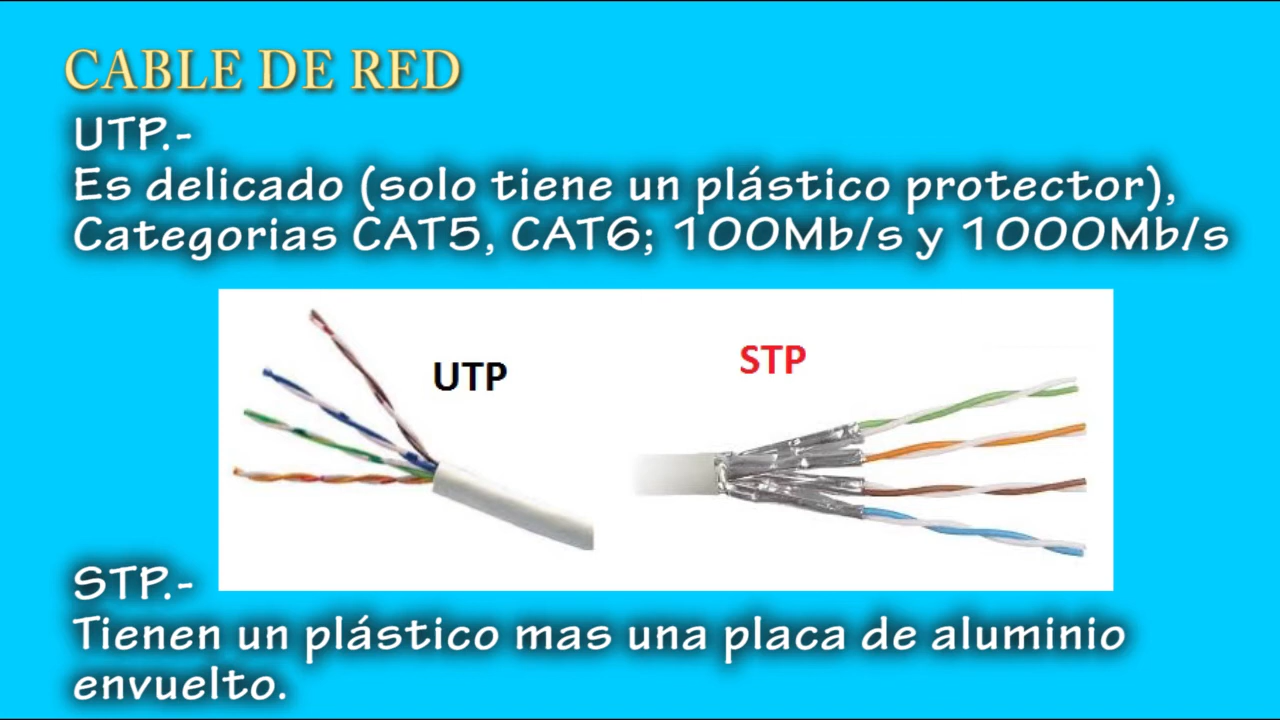 CABLE DE RED
UTP.-
Es delicado (solo tiene un plástico protector),
Categorias CAT5, CAT6; 100Mb/s y 1000Mb/s
UTP
STP
STP.-
Tienen un plástico mas una placa de aluminio
envuelto.